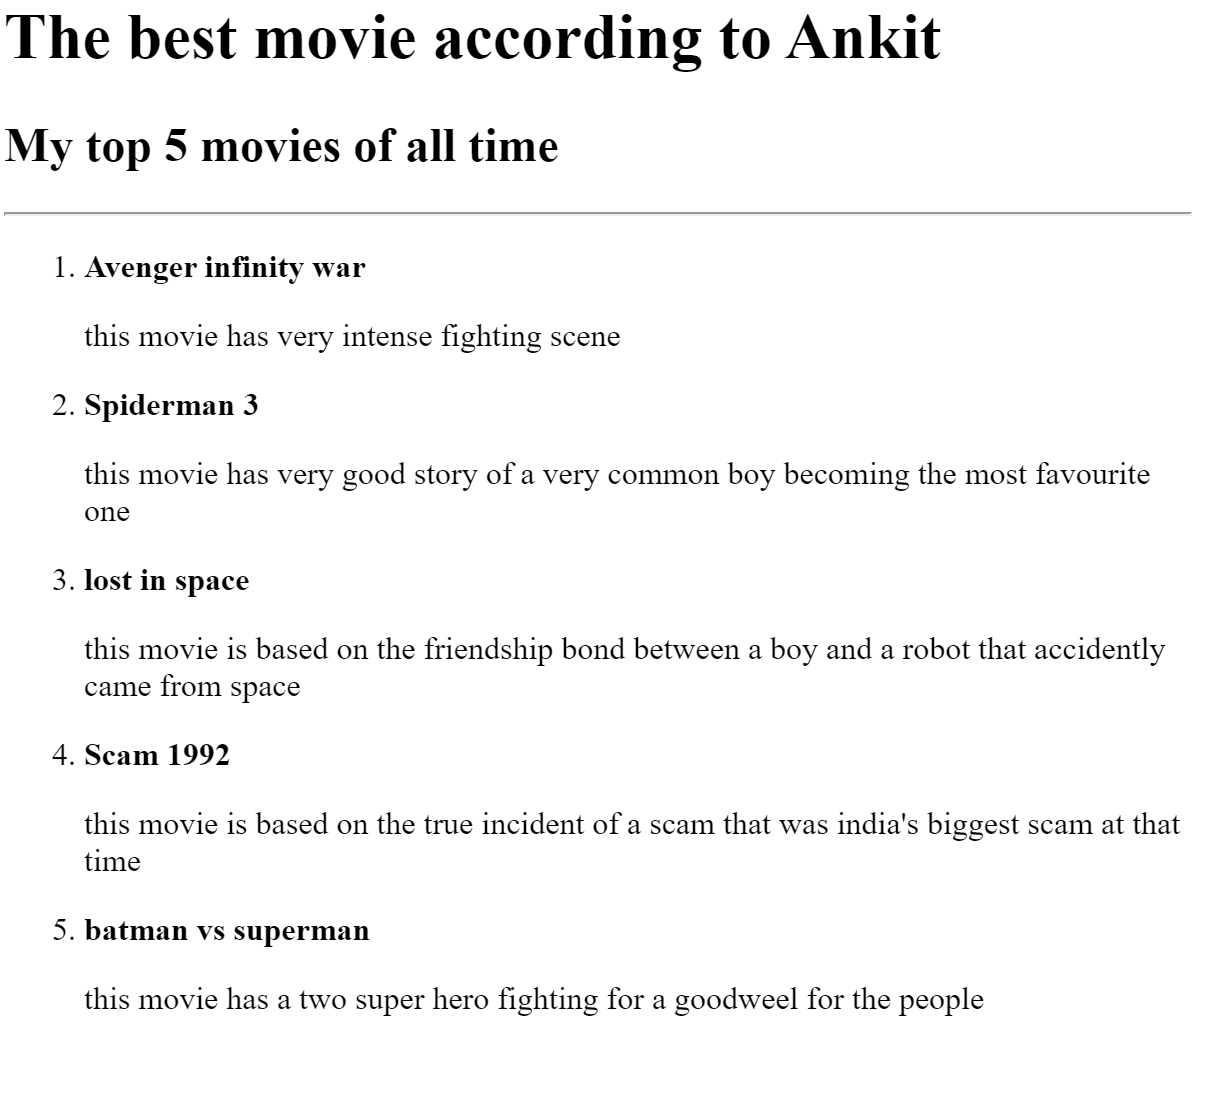 The best movie according to Ankit
My top 5 movies of all time
1. Avenger infinity war
this movie has very intense fighting scene
2. Spiderman 3
this movie has very good story of a very common boy becoming the most favourite
one
3. lost in space
this movie is based on the friendship bond between a boy and a robot that accidently
came from space
4. Scam 1992
this movie is based on the true incident of a scam that was india's biggest scam at that
time
5. batman vs superman
this movie has a two super hero fighting for a goodweel for the people